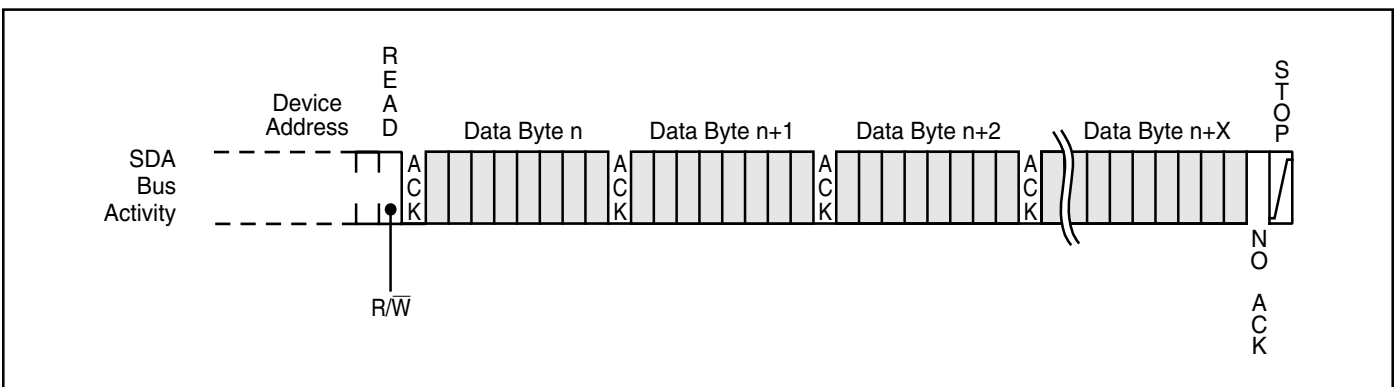 READ
STOP
Device
Address
Data Byte n
Data Byte n+1
Data Byte n+2
Data Byte n+X
SDA
Bus
Activity
ACK
ACK
ACK
ACK
NO ACK
R/W̅